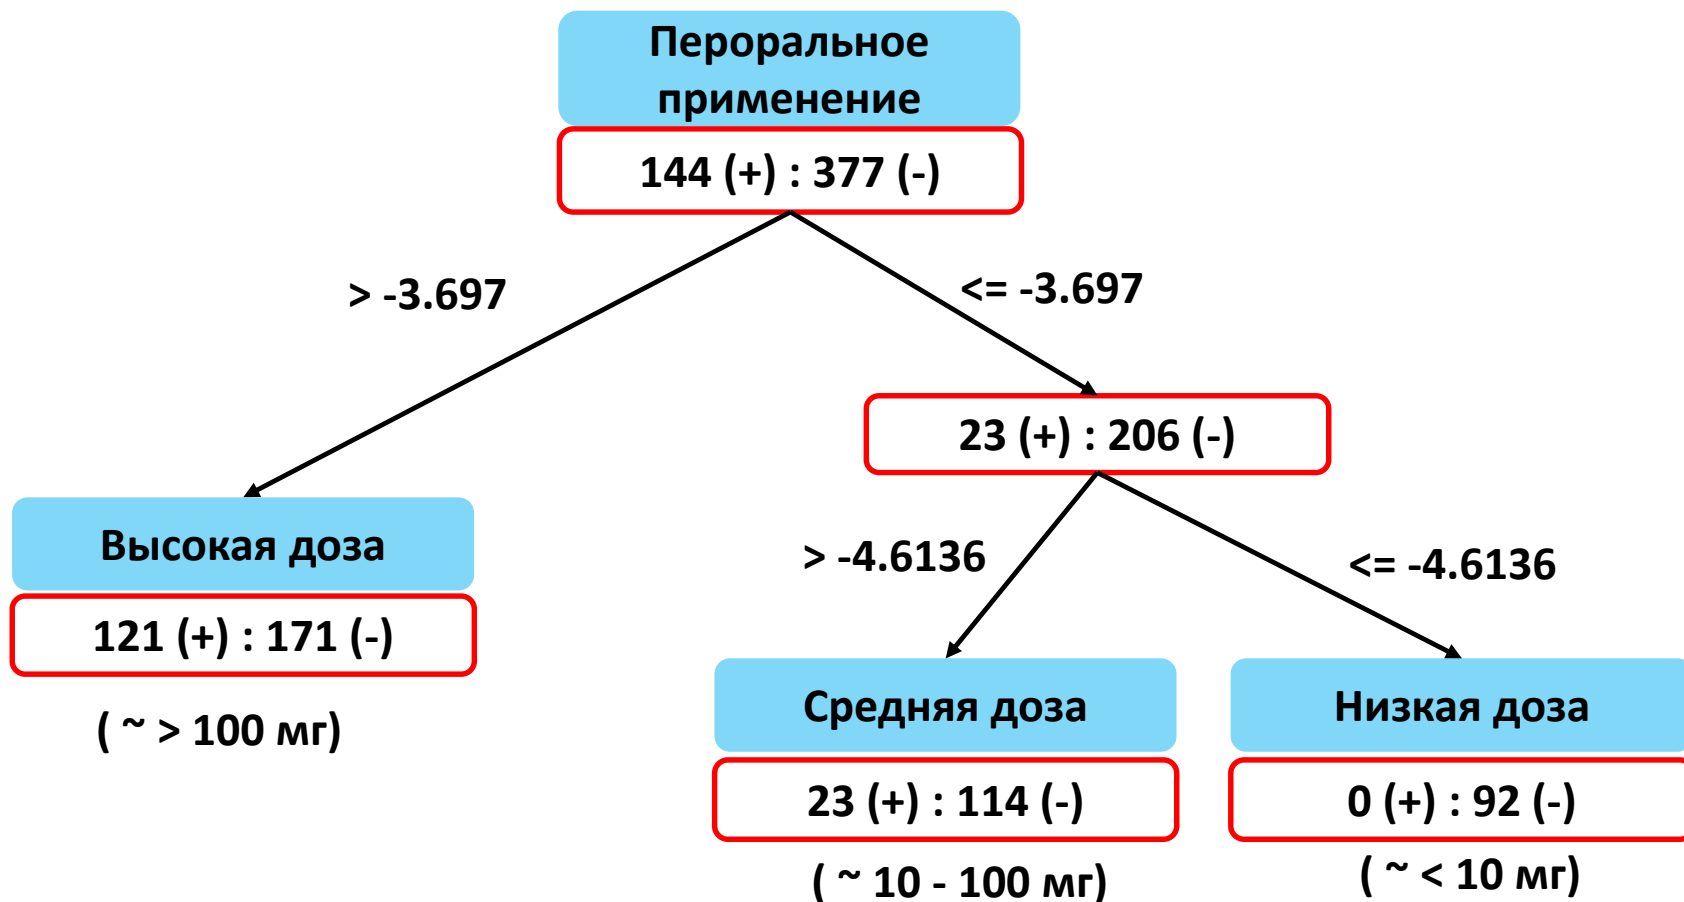 Пероральное
применение
144 (+) : 377 (-)
> -3.697
<= -3.697
23 (+) : 206 (-)
Высокая доза
> -4.6136
<= -4.6136
121 (+) : 171 (-)
( ~ > 100 мг)
Средняя доза
Низкая доза
23 (+) : 114 (-)
0 (+) : 92 (-)
( ~ 10 - 100 мг)
( ~ < 10 мг)